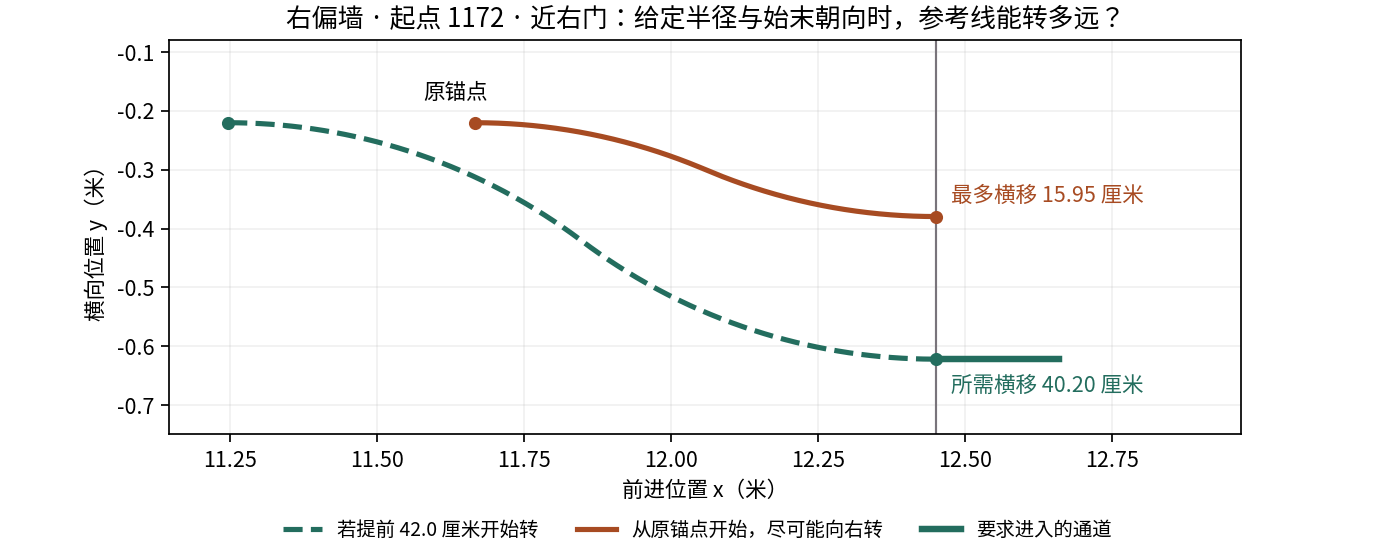 右偏墙 · 起点 1172 · 近右门：给定半径与始末朝向时，参考线能转多远？
-0.1
-0.2
-0.3
-0.4
-0.5
-0.6
-0.7
横向位置 y（米）
原锚点
最多横移 15.95 厘米
所需横移 40.20 厘米
11.25 11.50 11.75 12.00 12.25 12.50 12.75
前进位置 x（米）
若提前 42.0 厘米开始转 从原锚点开始，尽可能向右转 要求进入的通道